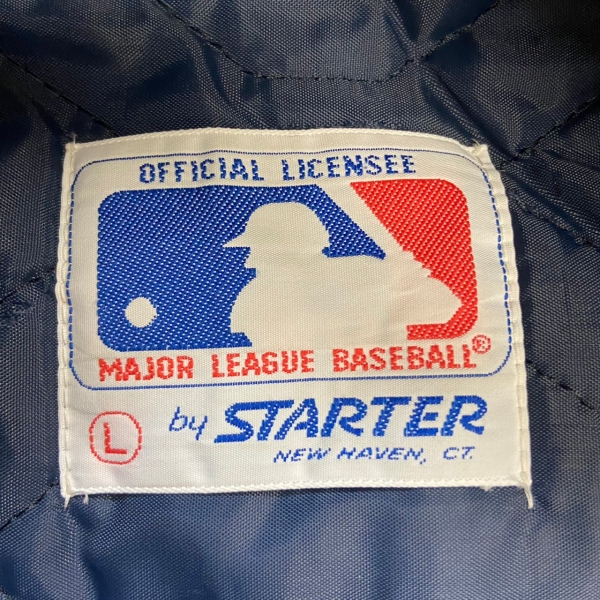 OFFICIAL LICENSEE
MAJOR LEAGUE BASEBALL®
L by STARTER
NEW HAVEN, CT.